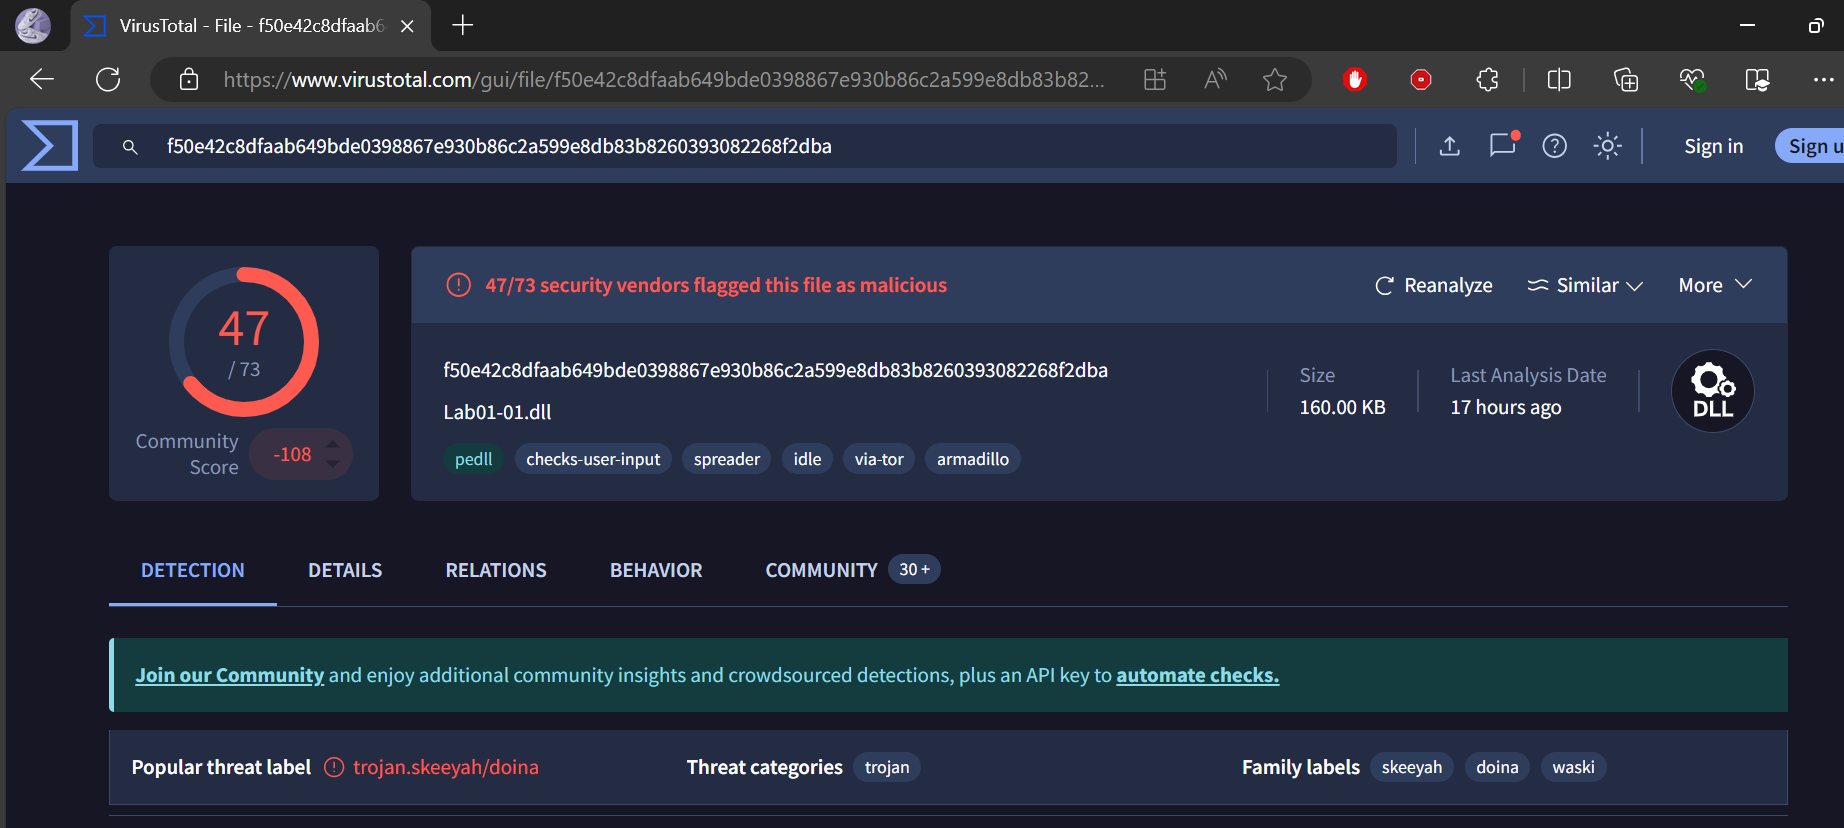 VirusTotal - File - f50e42c8dfaab6
https://www.virustotal.com/gui/file/f50e42c8dfaab649bde0398867e930b86c2a599e8db83b82...
f50e42c8dfaab649bde0398867e930b86c2a599e8db83b8260393082268f2dba
Sign in
Sign u
47
/ 73
Community Score
-108
47/73 security vendors flagged this file as malicious
Reanalyze
Similar
More
f50e42c8dfaab649bde0398867e930b86c2a599e8db83b8260393082268f2dba
Lab01-01.dll
pedll
checks-user-input
spreader
idle
via-tor
armadillo
Size
160.00 KB
Last Analysis Date
17 hours ago
DLL
DETECTION
DETAILS
RELATIONS
BEHAVIOR
COMMUNITY
30 +
Join our Community and enjoy additional community insights and crowdsourced detections, plus an API key to automate checks.
Popular threat label
trojan.skeeyah/doina
Threat categories
trojan
Family labels
skeeyah
doina
waski